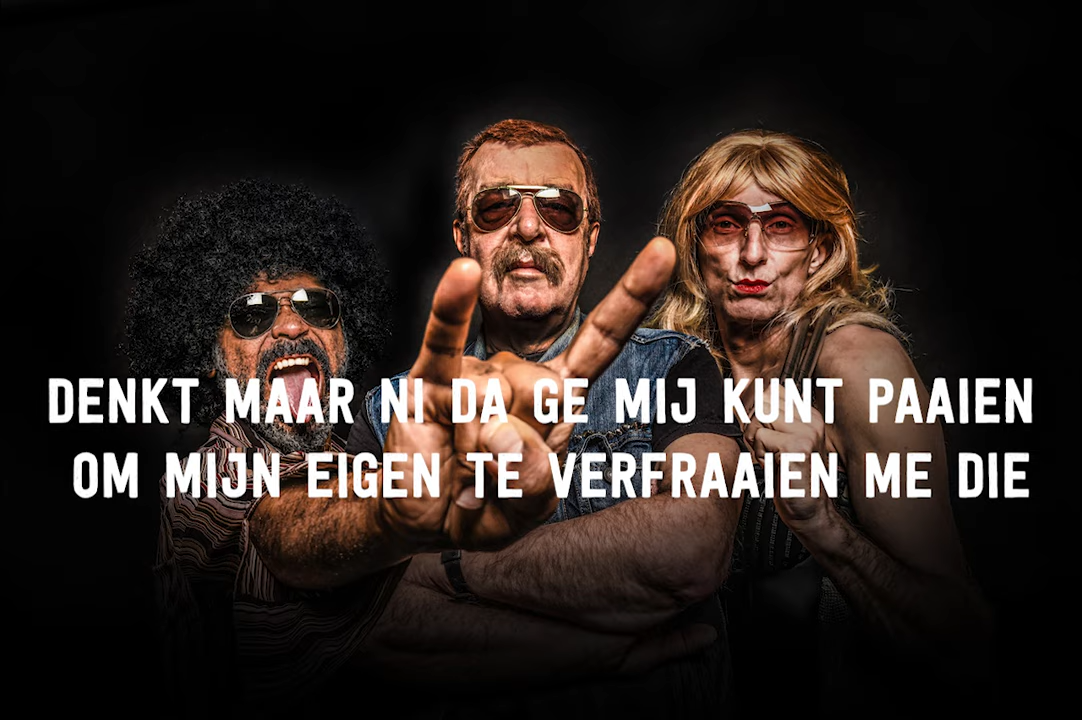 DENKT MAAR NI DA GE MIJ KUNT PAAIEN
OM MIJN EIGEN TE VERFRAAIEN ME DIE